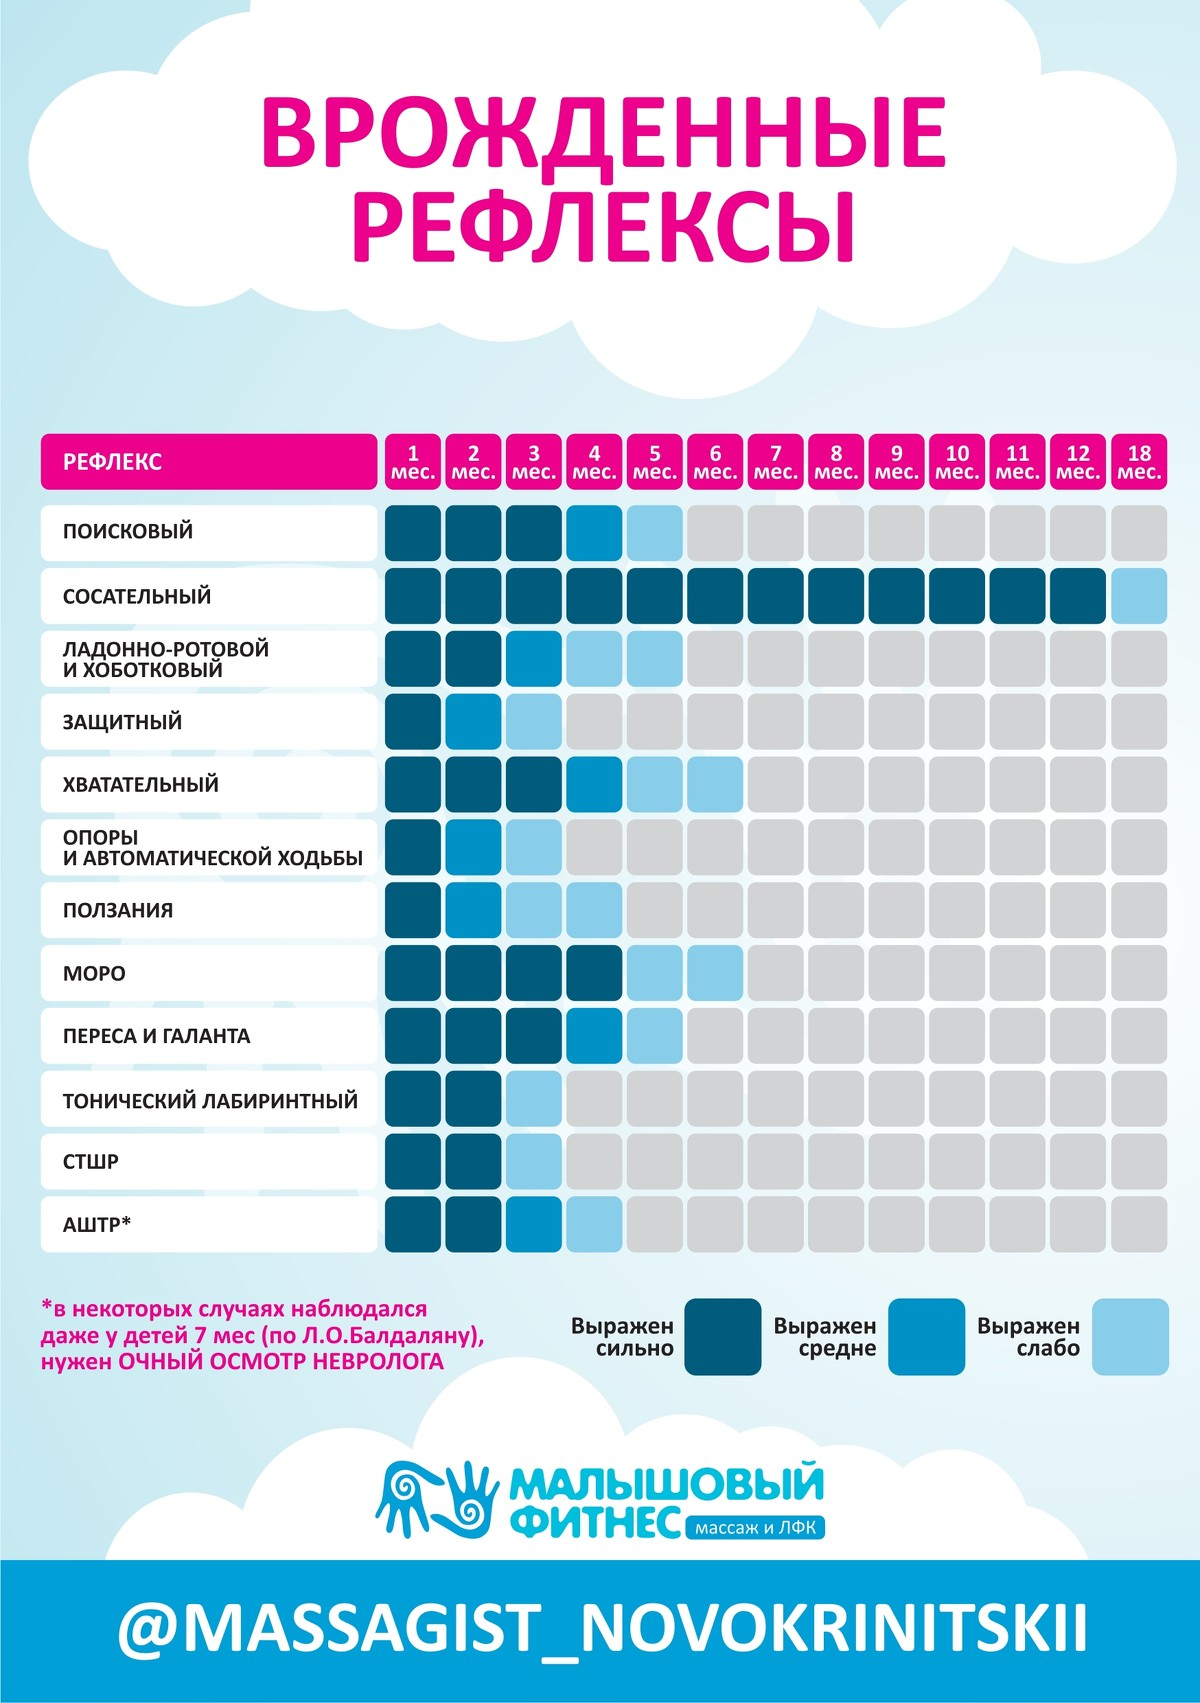 ВРОЖДЕННЫЕ
РЕФЛЕКСЫ
РЕФЛЕКС
1 мес.
2 мес.
3 мес.
4 мес.
5 мес.
6 мес.
7 мес.
8 мес.
9 мес.
10 мес.
11 мес.
12 мес.
18 мес.
ПОИСКОВЫЙ
СОСАТЕЛЬНЫЙ
ЛАДОННО-РОТОВОЙ
И ХОБОТКОВЫЙ
ЗАЩИТНЫЙ
ХВАТАТЕЛЬНЫЙ
ОПОРЫ
И АВТОМАТИЧЕСКОЙ ХОДЬБЫ
ПОЛЗАНИЯ
МОРО
ПЕРЕСА И ГАЛАНТА
ТОНИЧЕСКИЙ ЛАБИРИНТНЫЙ
СТШР
АШТР*
*в некоторых случаях наблюдался
даже у детей 7 мес (по Л.О.Балдаляну),
нужен ОЧНЫЙ ОСМОТР НЕВРОЛОГА
Выражен
сильно
Выражен
средне
Выражен
слабо
МАЛЫШОВЫЙ
ФИТНЕС
массаж и ЛФК
@MASSAGIST_NOVOKRINITSKII